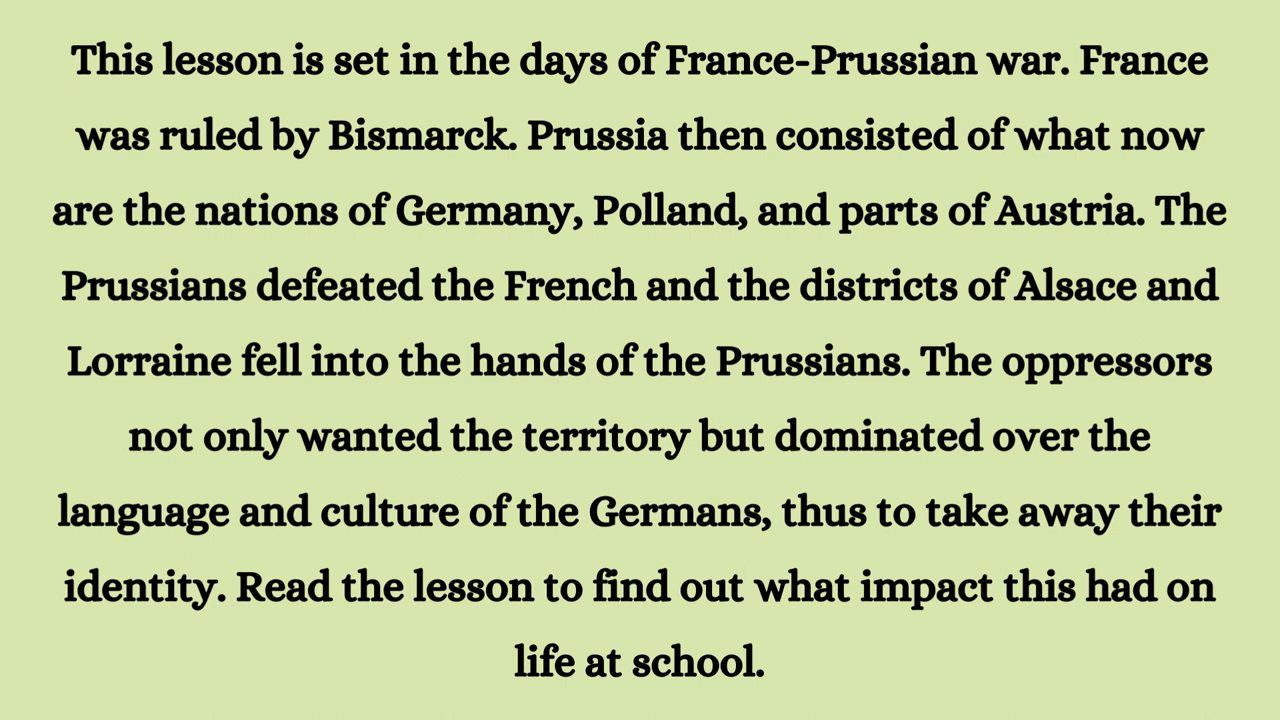 This lesson is set in the days of France-Prussian war. France
was ruled by Bismarck. Prussia then consisted of what now
are the nations of Germany, Polland, and parts of Austria. The
Prussians defeated the French and the districts of Alsace and
Lorraine fell into the hands of the Prussians. The oppressors
not only wanted the territory but dominated over the
language and culture of the Germans, thus to take away their
identity. Read the lesson to find out what impact this had on
life at school.